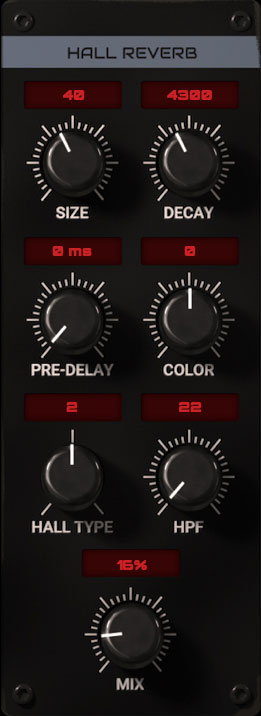 HALL REVERB
40 4300
SIZE DECAY
0 ms 0
PRE-DELAY COLOR
2 22
HALL TYPE HPF
16%
MIX